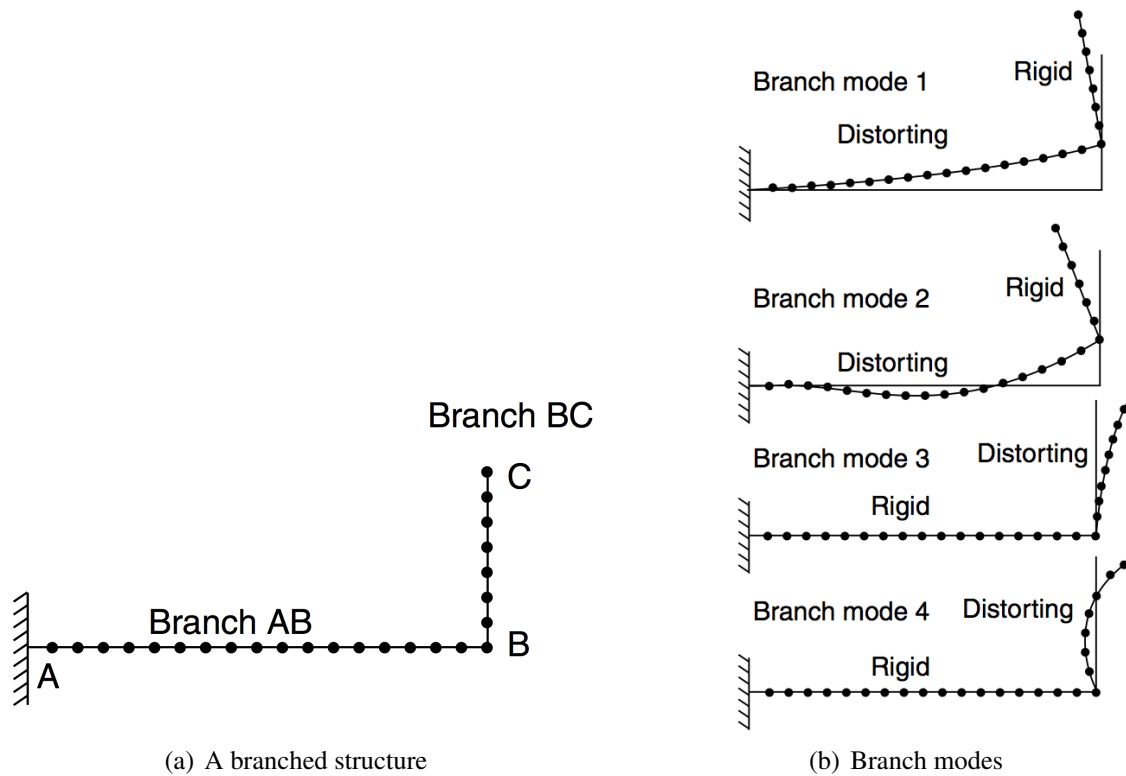 Branch BC
C
Branch AB
B
A
(a) A branched structure
Branch mode 1
Rigid
Distorting
Branch mode 2
Rigid
Distorting
Branch mode 3
Distorting
Rigid
Branch mode 4
Distorting
Rigid
(b) Branch modes